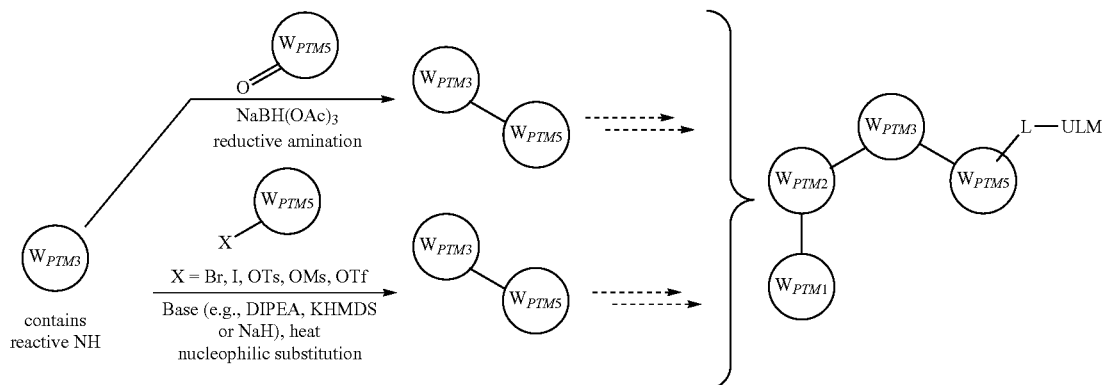 W_PTM5
O
NaBH(OAc)3
reductive amination
W_PTM3
W_PTM5
W_PTM3
contains
reactive NH
W_PTM5
X
X = Br, I, OTs, OMs, OTf
Base (e.g., DIPEA, KHMDS
or NaH), heat
nucleophilic substitution
W_PTM3
W_PTM5
W_PTM3
L—ULM
W_PTM2
W_PTM5
W_PTM1